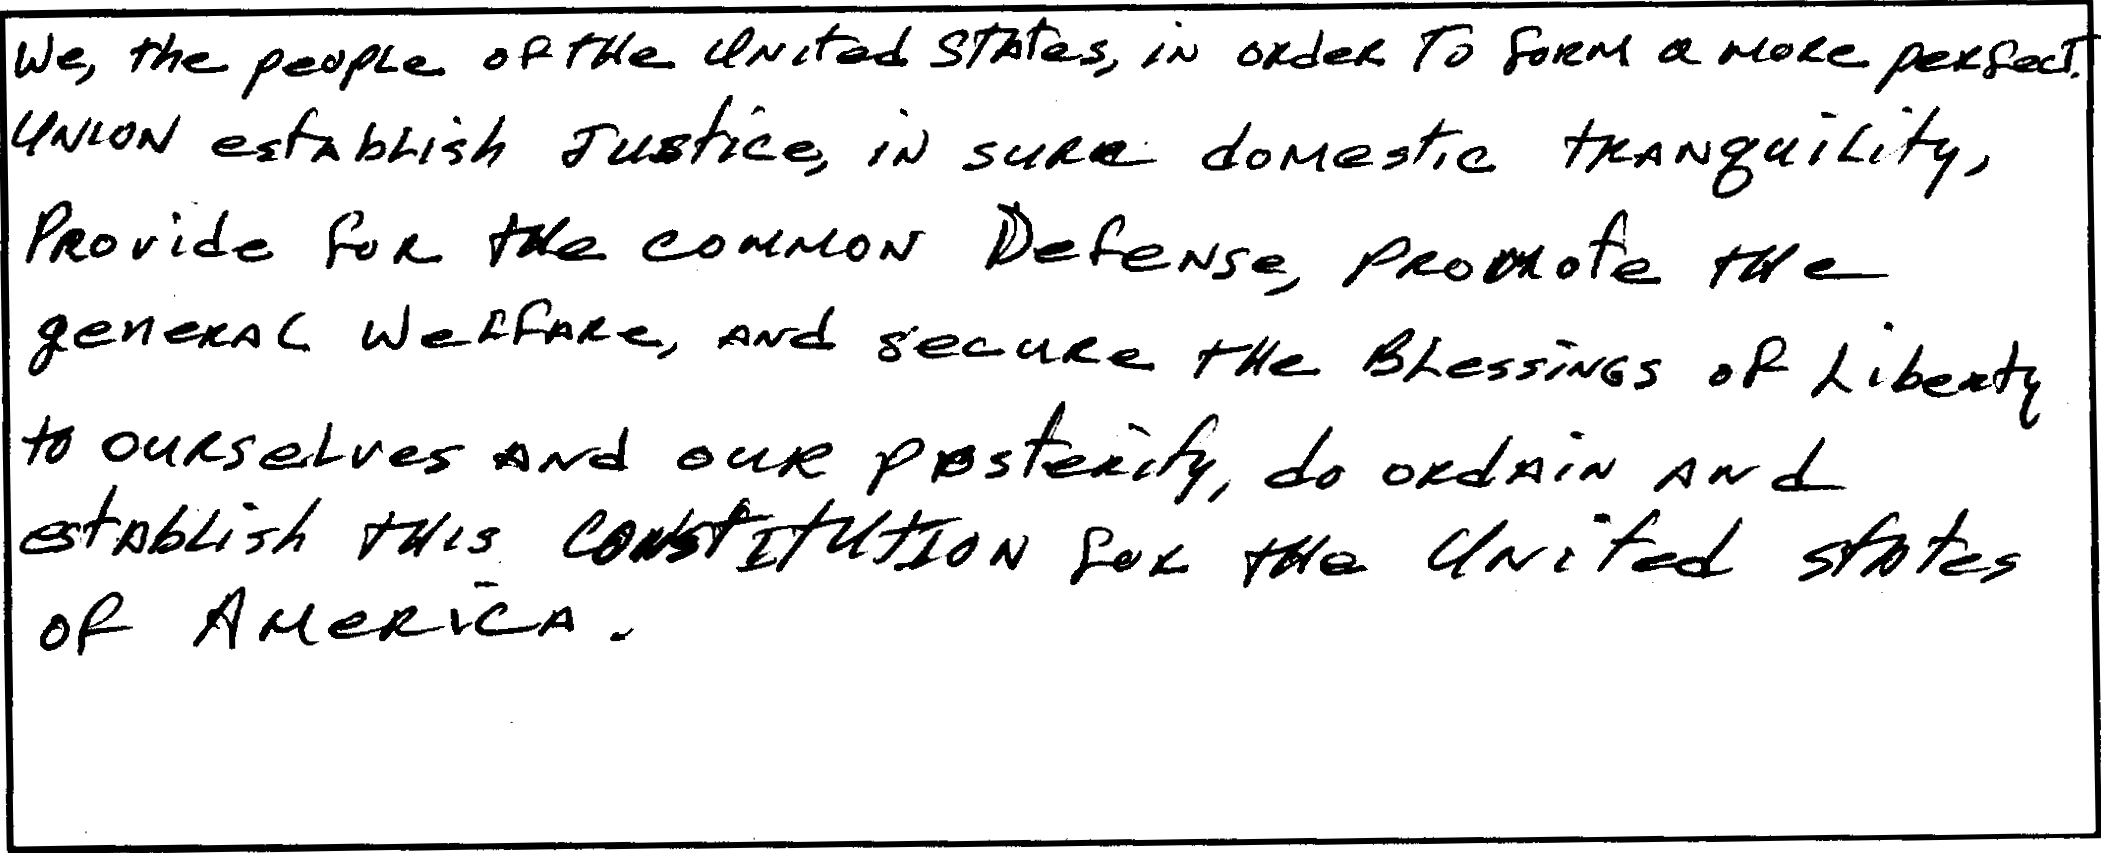 We, the people of the United States, in order To form a more perfect.
Union establish Justice, in sure domestic tranquility,
Provide for the common Defense, promote the
general welfare, and secure the Blessings of Liberty
to ourselves and our posterity, do ordain and
establish this CONSTITUTION for the United states
of America.